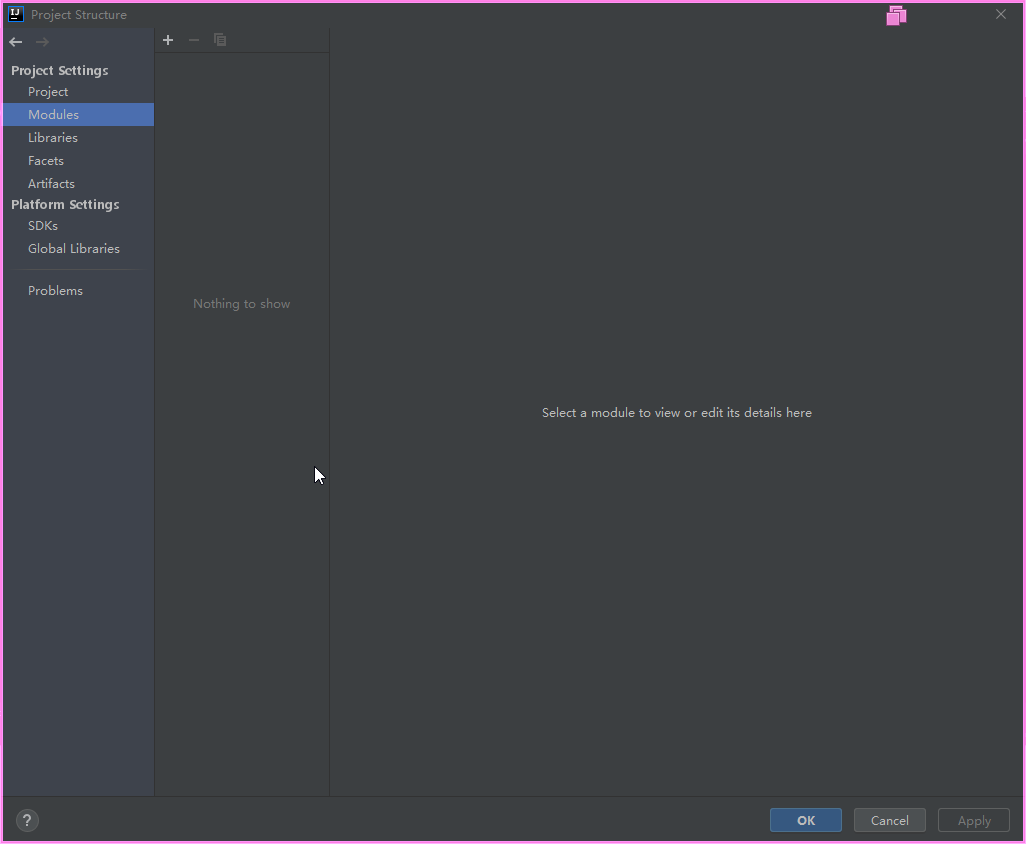 IJ
Project Structure
Project Settings
Project
Modules
Libraries
Facets
Artifacts
Platform Settings
SDKs
Global Libraries
Problems
Nothing to show
Select a module to view or edit its details here
?
OK
Cancel
Apply